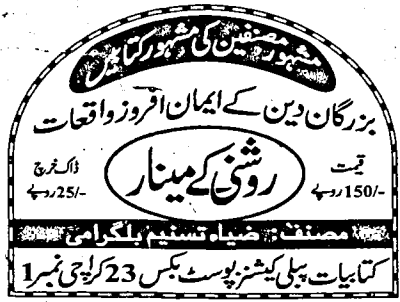 مشہور مصنفین کی مشہور کتابیں
بزرگان دین کے ایمان افروز واقعات
قیمت
-/150 روپے
روشنی کے مینار
ڈاک خرچ
-/25 روپے
مصنف: ضیاء تسنیم بلگرامی
کتابیات پبلی کیشنز پوسٹ بکس 23 کراچی نمبر 1